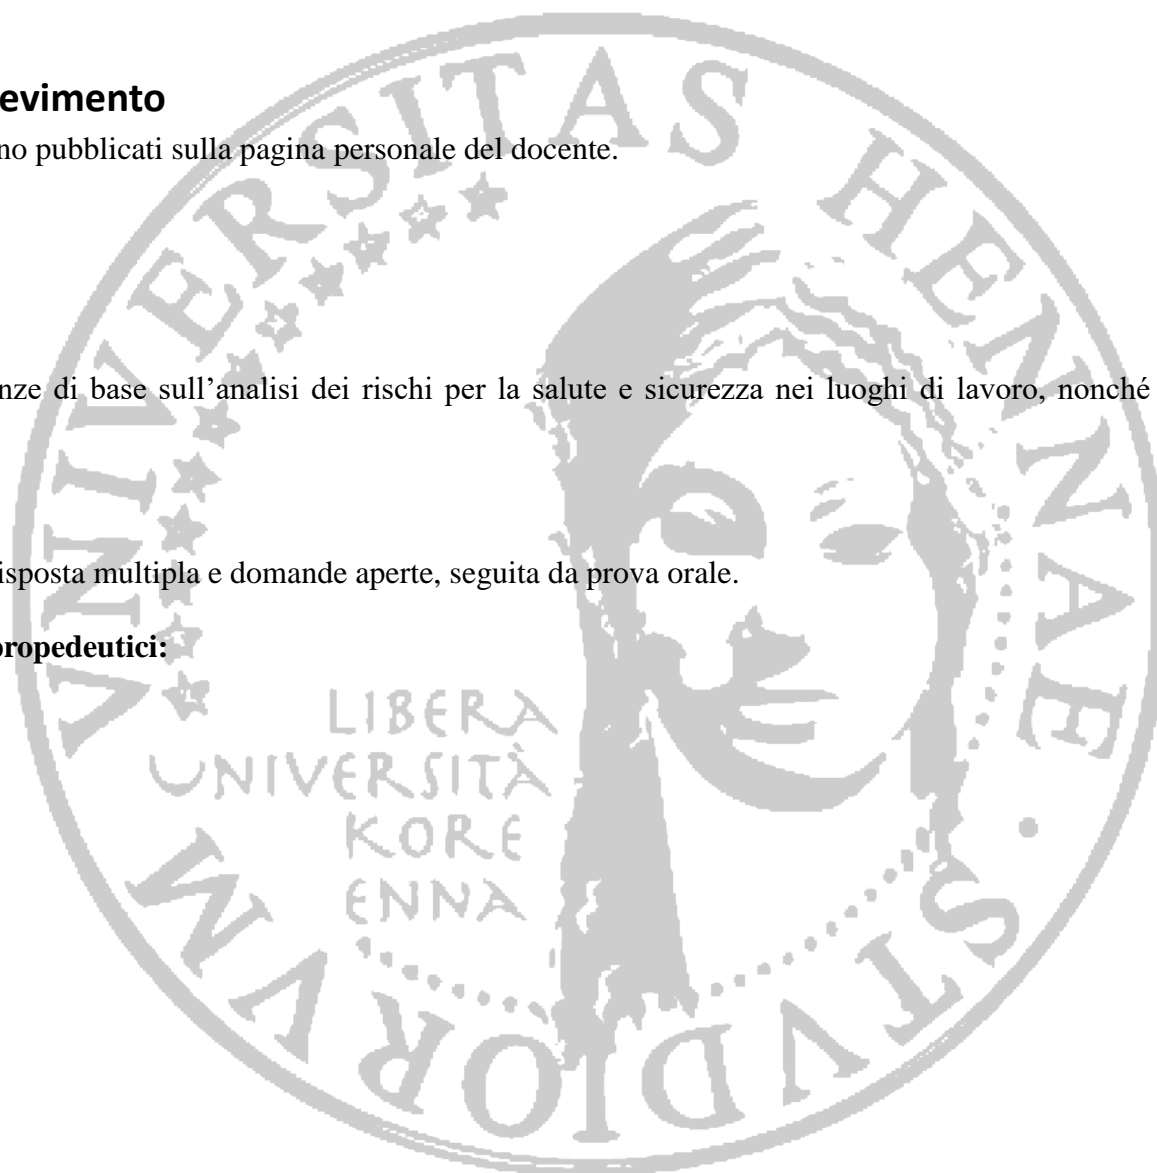 evimento
no pubblicati sulla pagina personale del docente.
nze di base sull’analisi dei rischi per la salute e sicurezza nei luoghi di lavoro, nonché
isposta multipla e domande aperte, seguita da prova orale.
propedeutici:
VNIVERSITAS HENNAE · STVDIORVM
LIBERA
UNIVERSITÀ
KORE
ENNA